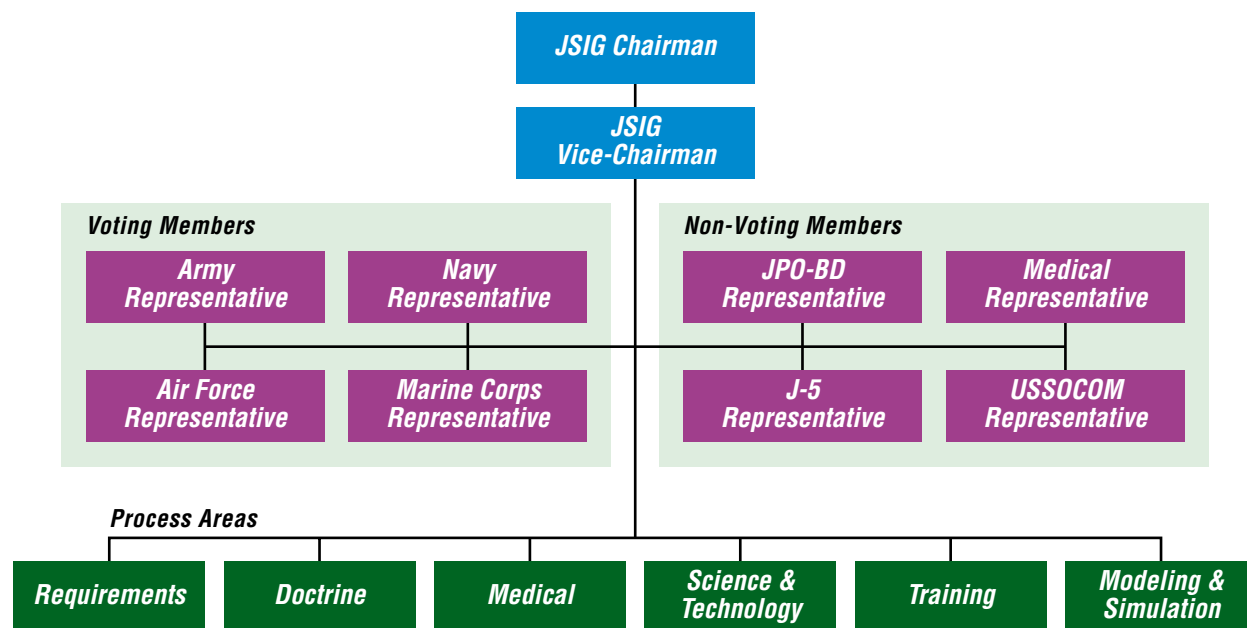 JSIG Chairman
JSIG
Vice-Chairman
Voting Members
Army
Representative
Navy
Representative
Air Force
Representative
Marine Corps
Representative
Non-Voting Members
JPO-BD
Representative
Medical
Representative
J-5
Representative
USSOCOM
Representative
Process Areas
Requirements
Doctrine
Medical
Science &
Technology
Training
Modeling &
Simulation